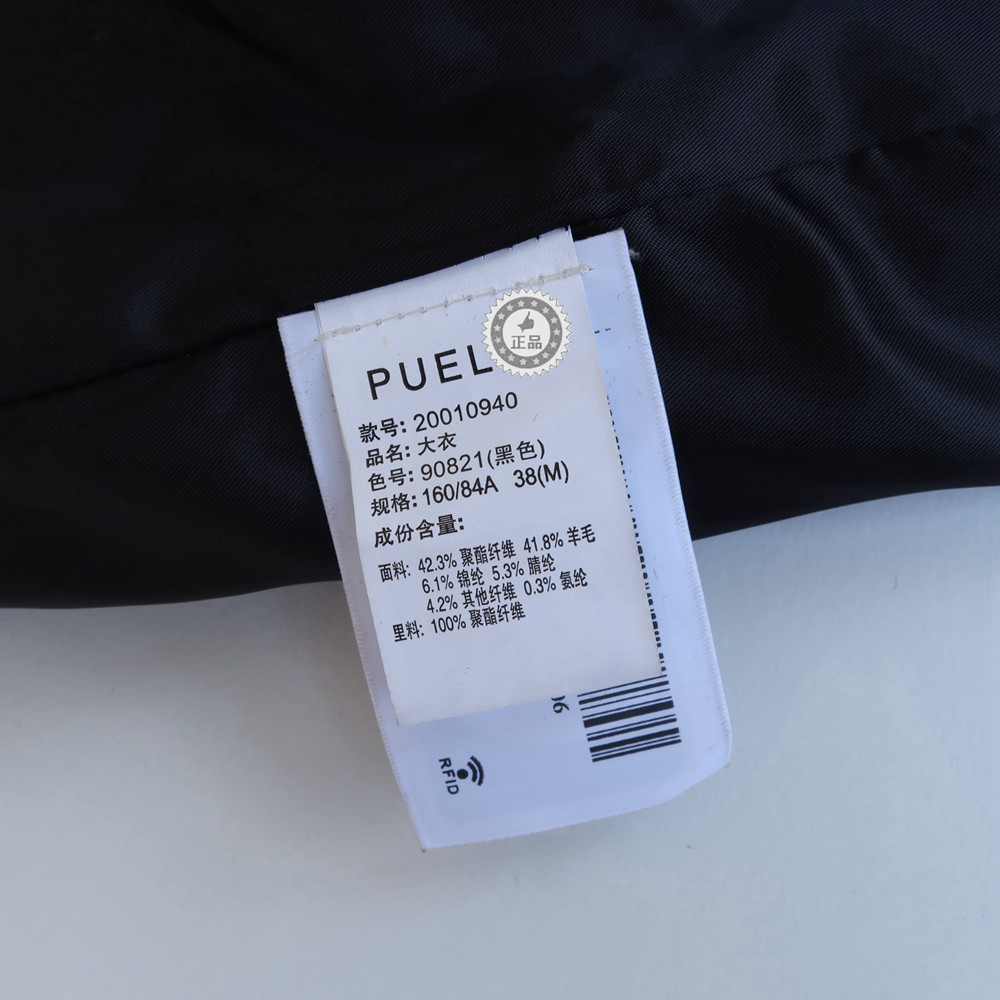 PUEL
正品
款号: 20010940
品名: 大衣
色号: 90821(黑色)
规格: 160/84A 38(M)
成份含量:
面料: 42.3% 聚酯纤维 41.8% 羊毛
6.1% 锦纶 5.3% 腈纶
4.2% 其他纤维 0.3% 氨纶
里料: 100% 聚酯纤维
06
RFID